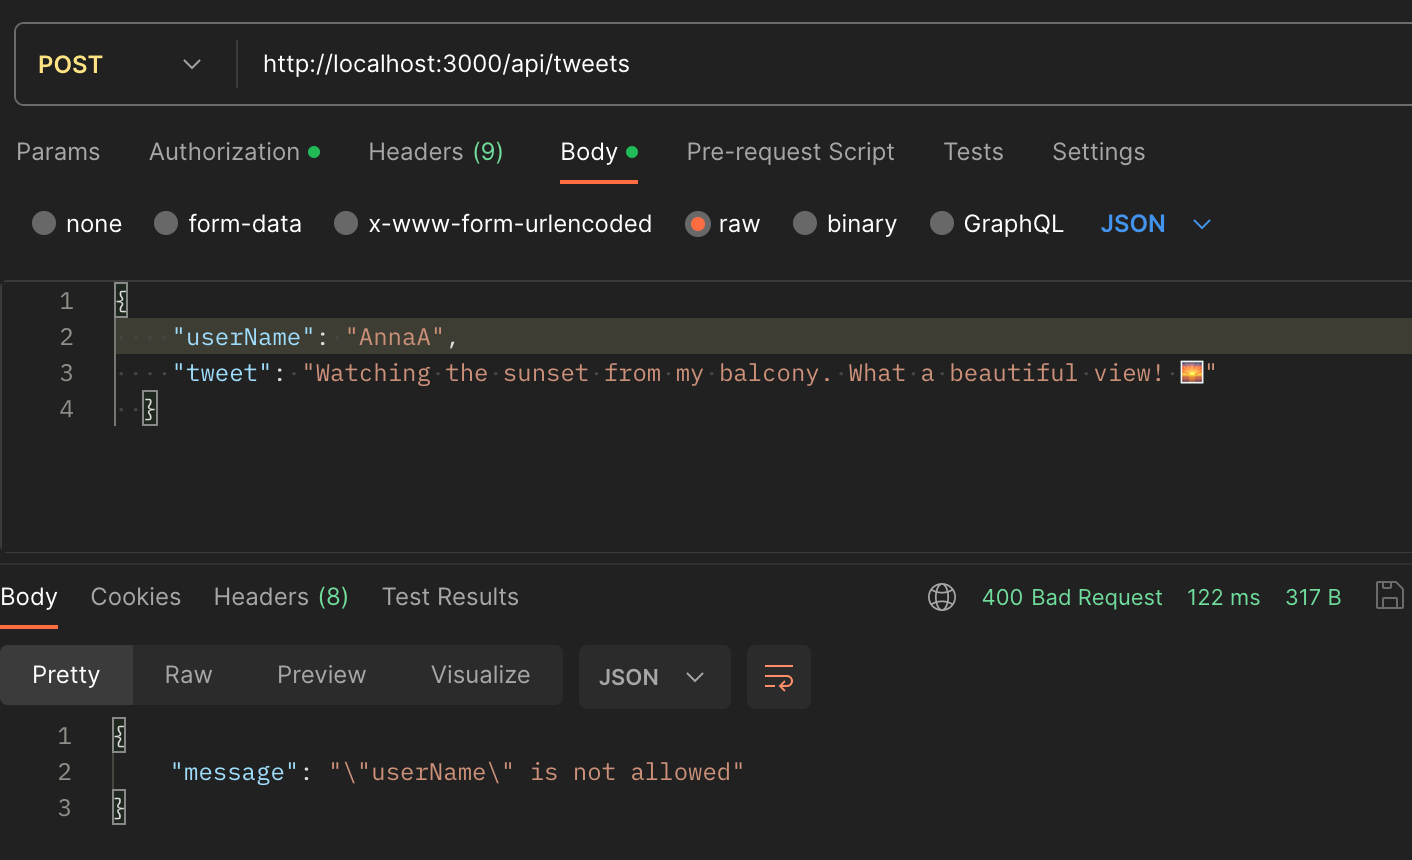 POST http://localhost:3000/api/tweets
Params Authorization Headers (9) Body Pre-request Script Tests Settings
none form-data x-www-form-urlencoded raw binary GraphQL JSON
1 {
2 "userName": "AnnaA",
3 "tweet": "Watching the sunset from my balcony. What a beautiful view! 🌅"
4 }
Body Cookies Headers (8) Test Results 400 Bad Request 122 ms 317 B
Pretty Raw Preview Visualize JSON
1 {
2 "message": "\"userName\" is not allowed"
3 }